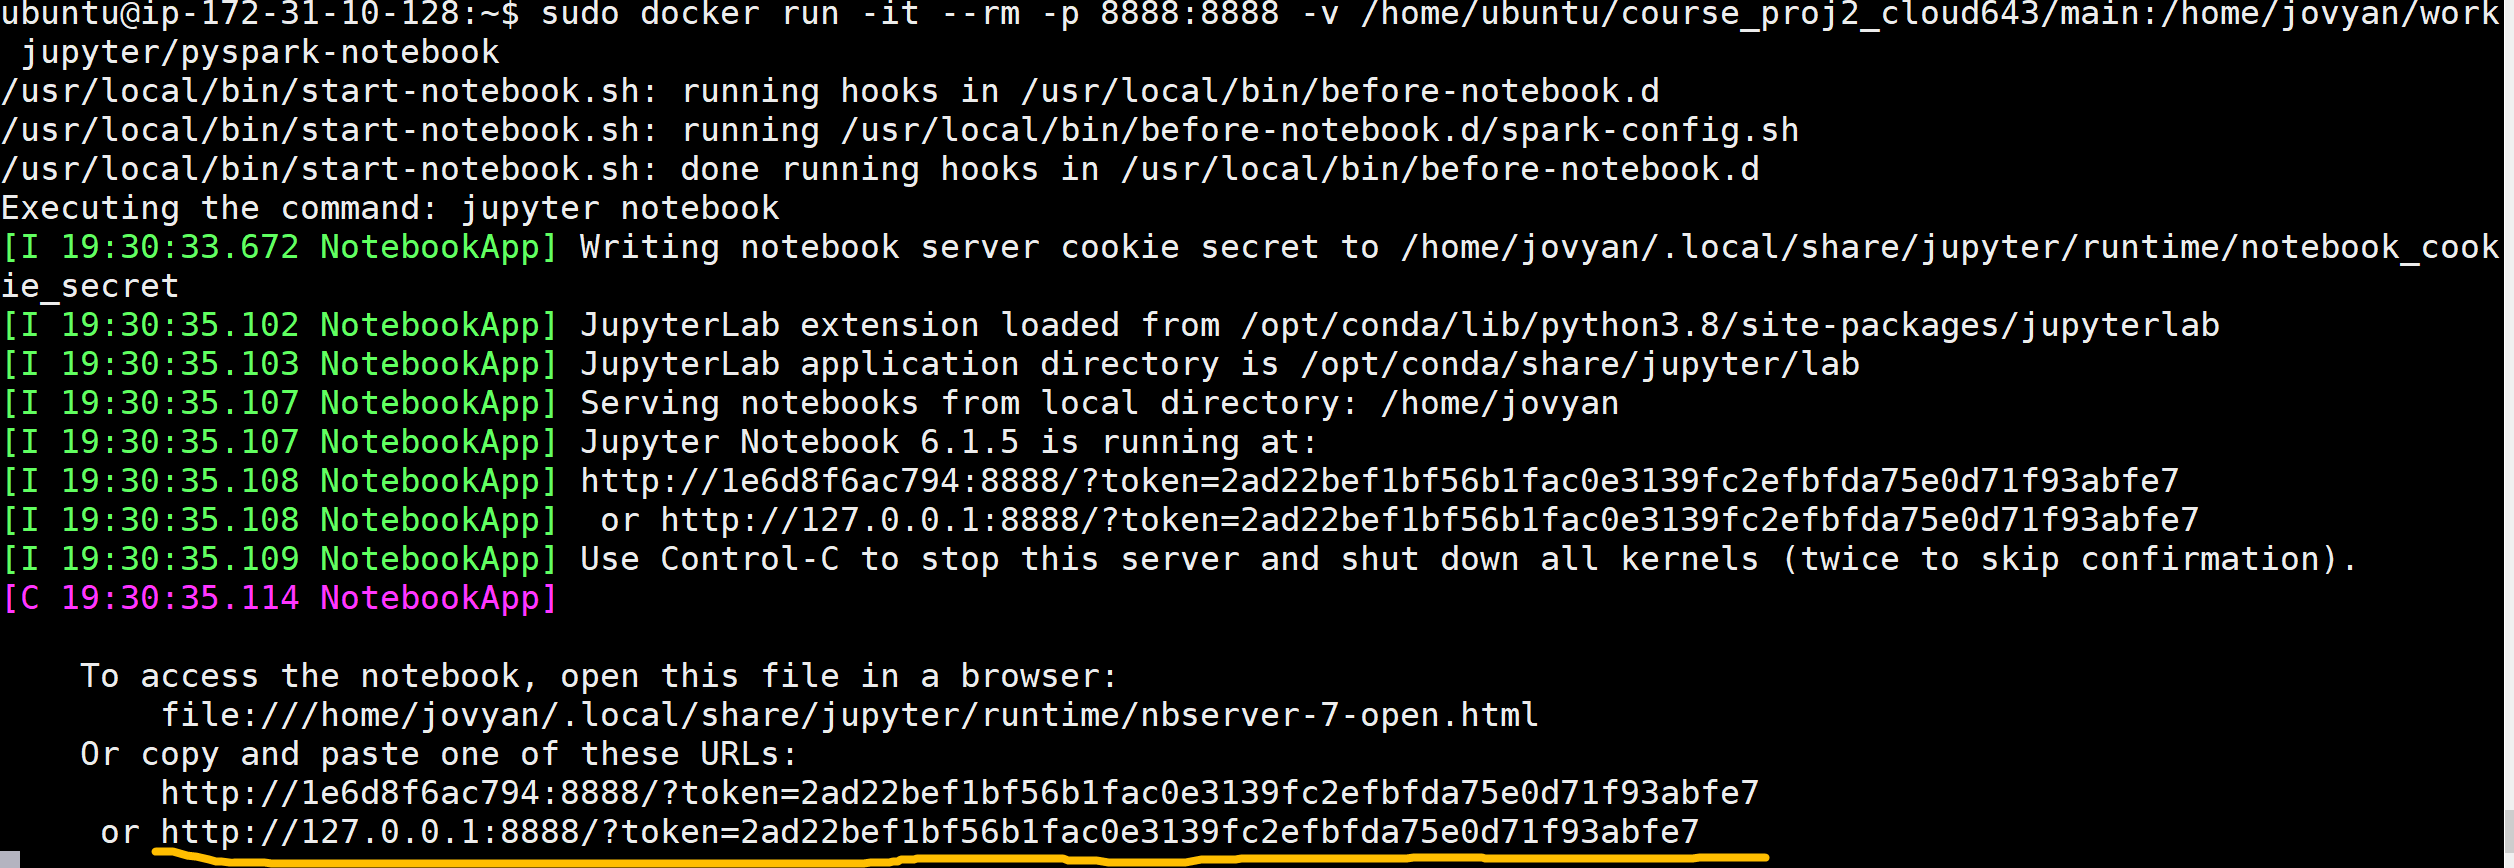 ubuntu@ip-172-31-10-128:~$ sudo docker run -it --rm -p 8888:8888 -v /home/ubuntu/course_proj2_cloud643/main:/home/jovyan/work
 jupyter/pyspark-notebook
/usr/local/bin/start-notebook.sh: running hooks in /usr/local/bin/before-notebook.d
/usr/local/bin/start-notebook.sh: running /usr/local/bin/before-notebook.d/spark-config.sh
/usr/local/bin/start-notebook.sh: done running hooks in /usr/local/bin/before-notebook.d
Executing the command: jupyter notebook
[I 19:30:33.672 NotebookApp] Writing notebook server cookie secret to /home/jovyan/.local/share/jupyter/runtime/notebook_cook
ie_secret
[I 19:30:35.102 NotebookApp] JupyterLab extension loaded from /opt/conda/lib/python3.8/site-packages/jupyterlab
[I 19:30:35.103 NotebookApp] JupyterLab application directory is /opt/conda/share/jupyter/lab
[I 19:30:35.107 NotebookApp] Serving notebooks from local directory: /home/jovyan
[I 19:30:35.107 NotebookApp] Jupyter Notebook 6.1.5 is running at:
[I 19:30:35.108 NotebookApp] http://1e6d8f6ac794:8888/?token=2ad22bef1bf56b1fac0e3139fc2efbfda75e0d71f93abfe7
[I 19:30:35.108 NotebookApp]  or http://127.0.0.1:8888/?token=2ad22bef1bf56b1fac0e3139fc2efbfda75e0d71f93abfe7
[I 19:30:35.109 NotebookApp] Use Control-C to stop this server and shut down all kernels (twice to skip confirmation).
[C 19:30:35.114 NotebookApp]
    To access the notebook, open this file in a browser:
        file:///home/jovyan/.local/share/jupyter/runtime/nbserver-7-open.html
    Or copy and paste one of these URLs:
        http://1e6d8f6ac794:8888/?token=2ad22bef1bf56b1fac0e3139fc2efbfda75e0d71f93abfe7
     or http://127.0.0.1:8888/?token=2ad22bef1bf56b1fac0e3139fc2efbfda75e0d71f93abfe7